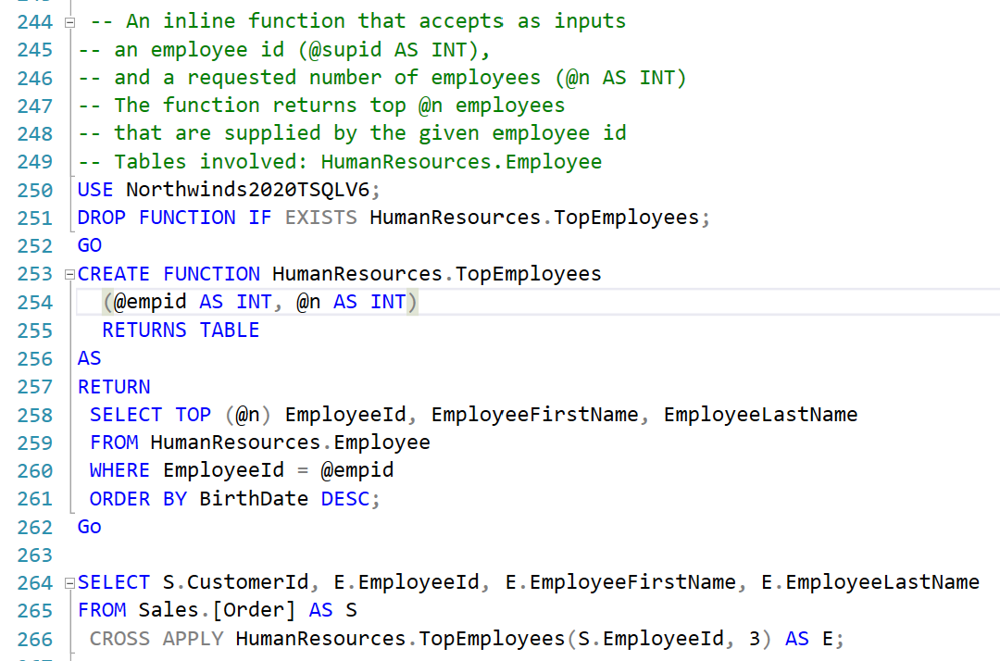 244 -- An inline function that accepts as inputs
245 -- an employee id (@supid AS INT),
246 -- and a requested number of employees (@n AS INT)
247 -- The function returns top @n employees
248 -- that are supplied by the given employee id
249 -- Tables involved: HumanResources.Employee
250 USE Northwinds2020TSQLV6;
251 DROP FUNCTION IF EXISTS HumanResources.TopEmployees;
252 GO
253 CREATE FUNCTION HumanResources.TopEmployees
254 (@empid AS INT, @n AS INT)
255 RETURNS TABLE
256 AS
257 RETURN
258 SELECT TOP (@n) EmployeeId, EmployeeFirstName, EmployeeLastName
259 FROM HumanResources.Employee
260 WHERE EmployeeId = @empid
261 ORDER BY BirthDate DESC;
262 Go
263
264 SELECT S.CustomerId, E.EmployeeId, E.EmployeeFirstName, E.EmployeeLastName
265 FROM Sales.[Order] AS S
266 CROSS APPLY HumanResources.TopEmployees(S.EmployeeId, 3) AS E;